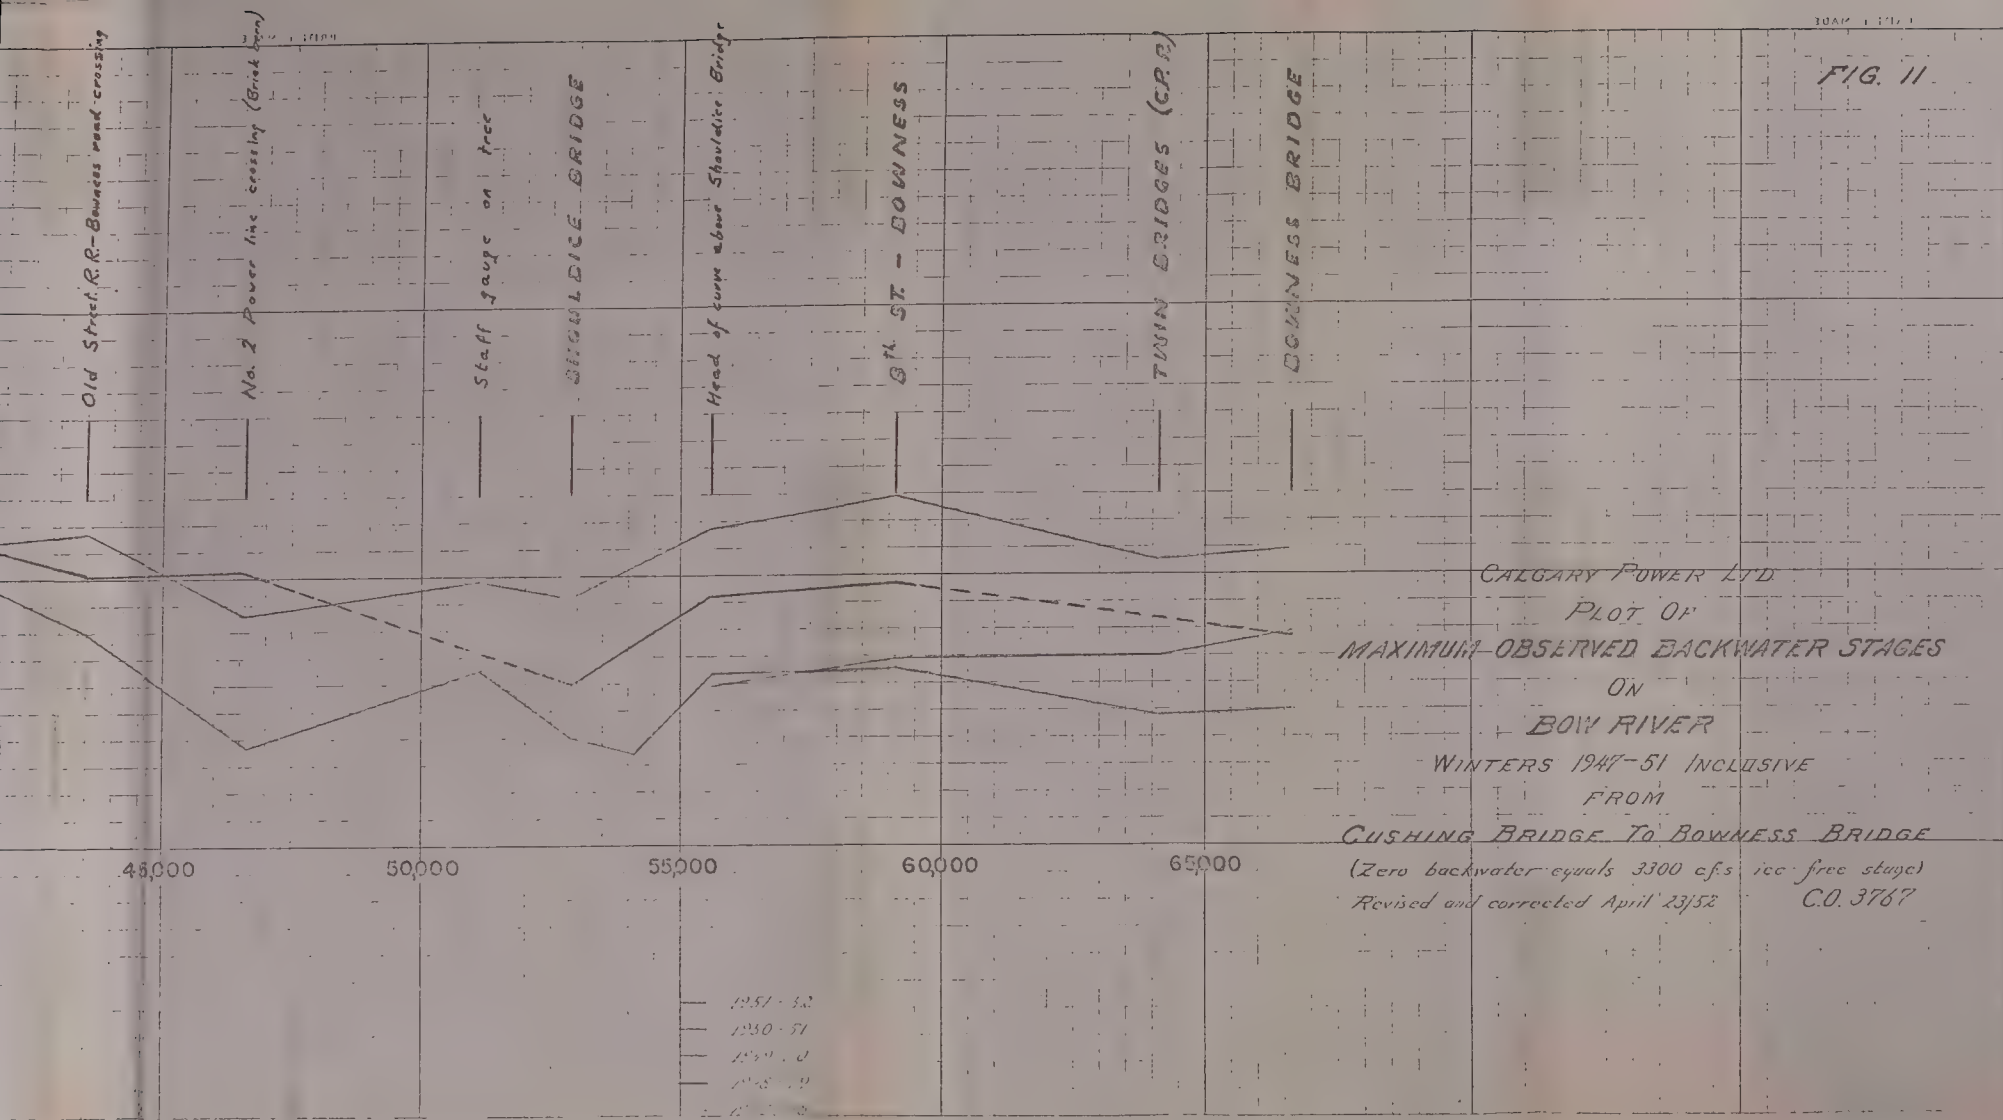 FIG. 11
Old Street R.R.-Bowness road crossing
No. 2 Power line crossing (Brick barn)
Staff gauge on tree
SHOULDICE BRIDGE
Head of curve above Shouldice Bridge
8th ST. - BOWNESS
TWIN BRIDGES (C.P.R.)
BOWNESS BRIDGE
CALGARY POWER LTD
PLOT OF
MAXIMUM OBSERVED BACKWATER STAGES
ON
BOW RIVER
WINTERS 1947-51 INCLUSIVE
FROM
CUSHING BRIDGE TO BOWNESS BRIDGE
(Zero backwater equals 3300 c.f.s ice free stage)
Revised and corrected April 23/52 C.O. 3767
45,000 50,000 55,000 60,000 65,000
1951-52
1950-51